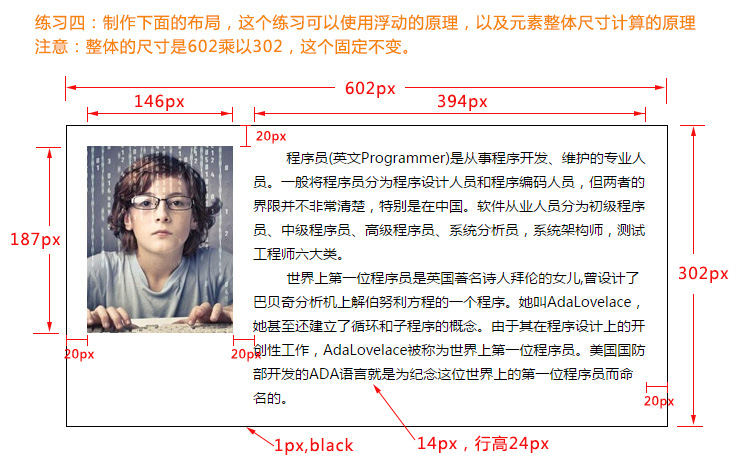 练习四：制作下面的布局，这个练习可以使用浮动的原理，以及元素整体尺寸计算的原理
注意：整体的尺寸是602乘以302，这个固定不变。
602px
146px
394px
20px
程序员(英文Programmer)是从事程序开发、维护的专业人
员。一般将程序员分为程序设计人员和程序编码人员，但两者的
界限并不非常清楚，特别是在中国。软件从业人员分为初级程序
员、中级程序员、高级程序员、系统分析员，系统架构师，测试
工程师六大类。
187px
302px
世界上第一位程序员是英国著名诗人拜伦的女儿,曾设计了
巴贝奇分析机上解伯努利方程的一个程序。她叫AdaLovelace，
她甚至还建立了循环和子程序的概念。由于其在程序设计上的开
创性工作，AdaLovelace被称为世界上第一位程序员。美国国防
部开发的ADA语言就是为纪念这位世界上的第一位程序员而命
名的。
20px
20px
20px
1px,black
14px，行高24px